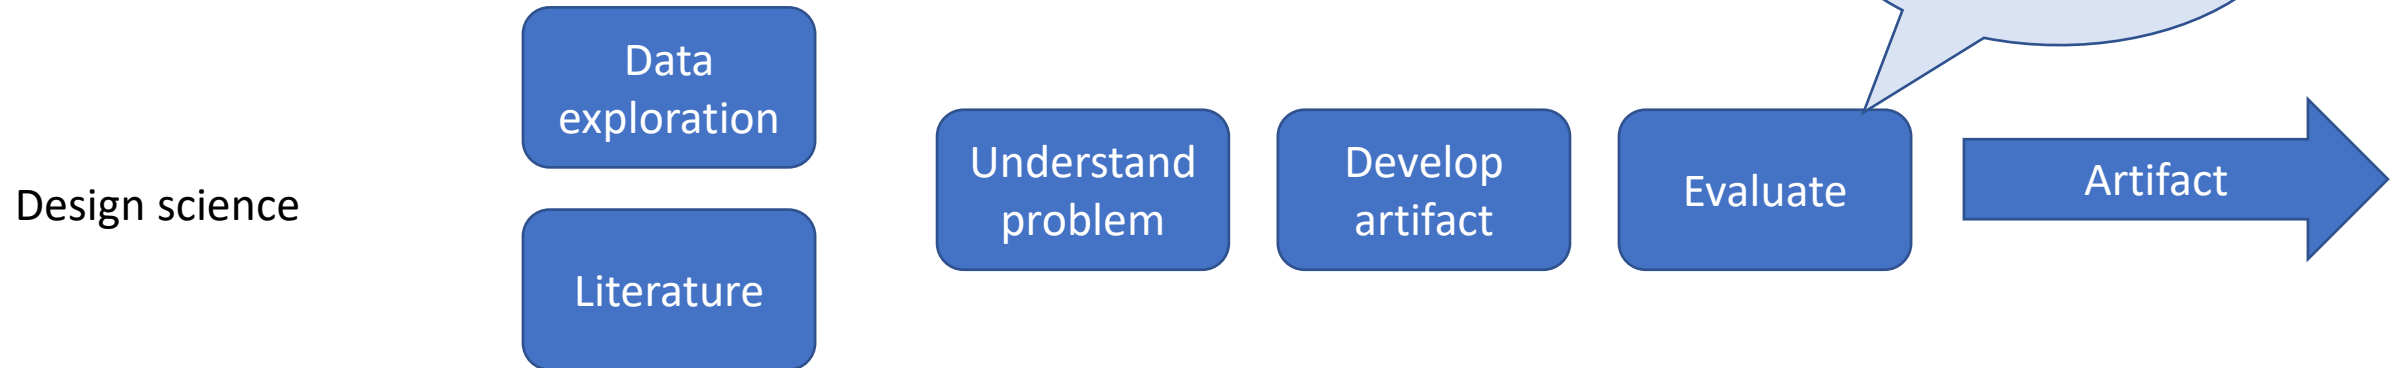 Design science
Data
exploration
Literature
Understand
problem
Develop
artifact
Evaluate
Artifact